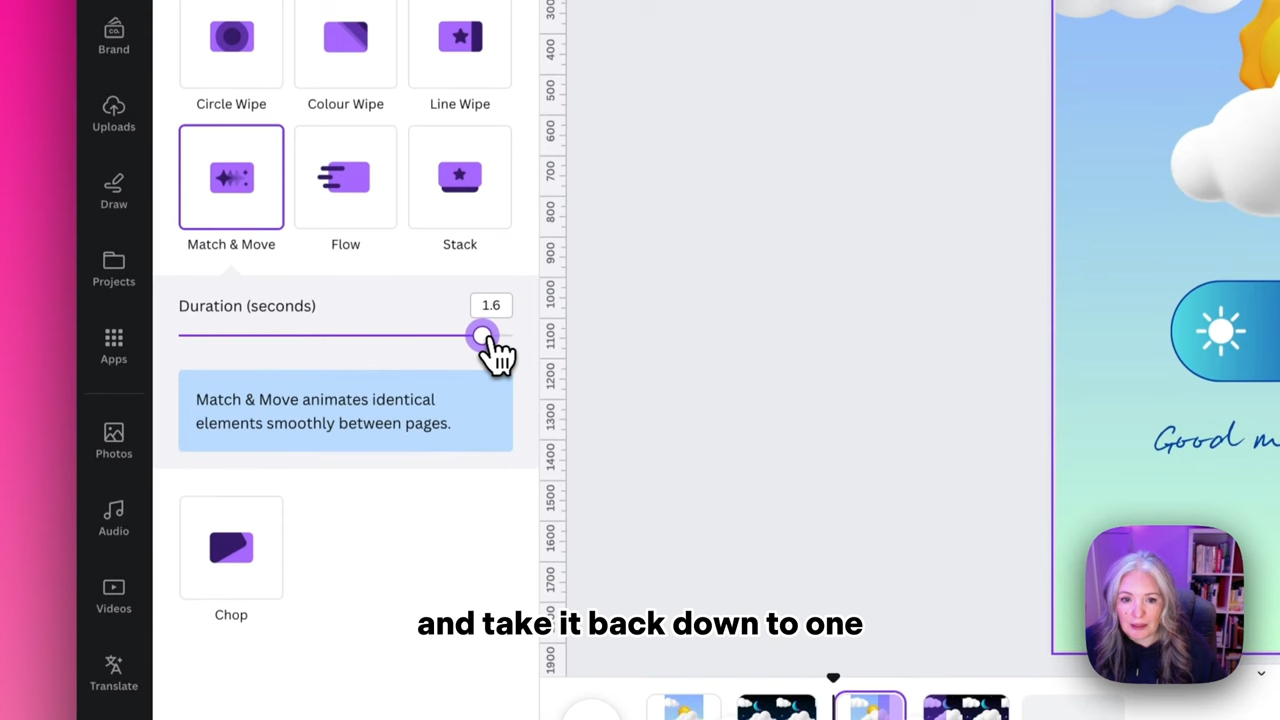 Brand
Uploads
Draw
Projects
Apps
Photos
Audio
Videos
Translate
Circle Wipe
Colour Wipe
Line Wipe
Match & Move
Flow
Stack
Duration (seconds)
1.6
Match & Move animates identical
elements smoothly between pages.
Chop
300
400
500
600
700
800
900
1000
1100
1200
1300
1400
1500
1600
1700
1900
Good m
and take it back down to one